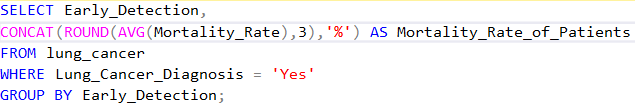 SELECT Early_Detection,
CONCAT(ROUND(AVG(Mortality_Rate),3),'%') AS Mortality_Rate_of_Patients
FROM lung_cancer
WHERE Lung_Cancer_Diagnosis = 'Yes'
GROUP BY Early_Detection;